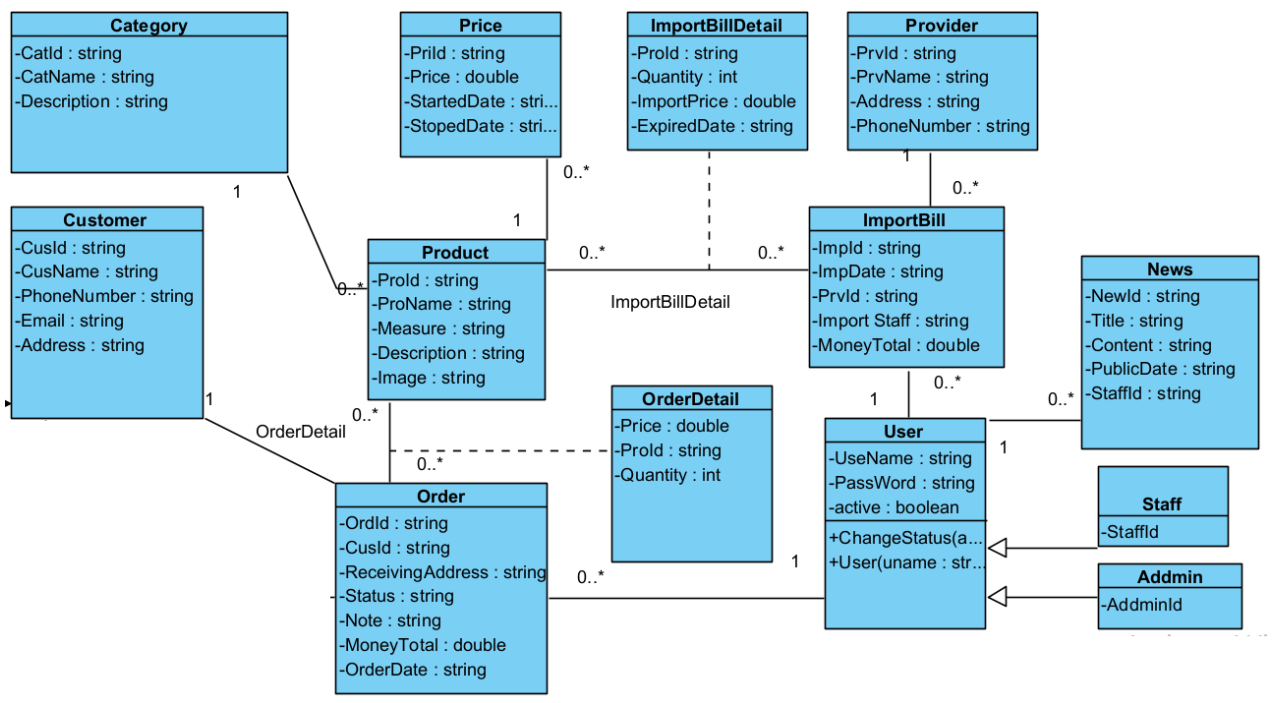 Category
-CatId : string
-CatName : string
-Description : string
Price
-PriId : string
-Price : double
-StartedDate : stri...
-StopedDate : stri...
ImportBillDetail
-ProId : string
-Quantity : int
-ImportPrice : double
-ExpiredDate : string
Provider
-PrvId : string
-PrvName : string
-Address : string
-PhoneNumber : string
1
0..*
1
0..*
1
0..*
Customer
-CusId : string
-CusName : string
-PhoneNumber : string
-Email : string
-Address : string
Product
-ProId : string
-ProName : string
-Measure : string
-Description : string
-Image : string
0..*
0..*
ImportBillDetail
ImportBill
-ImpId : string
-ImpDate : string
-PrvId : string
-Import Staff : string
-MoneyTotal : double
News
-NewId : string
-Title : string
-Content : string
-PublicDate : string
-StaffId : string
1
OrderDetail
0..*
0..*
OrderDetail
-Price : double
-ProId : string
-Quantity : int
1
0..*
0..*
1
User
-UseName : string
-PassWord : string
-active : boolean
+ChangeStatus(a...
+User(uname : str...
Staff
-StaffId
Addmin
-AddminId
Order
-OrdId : string
-CusId : string
-ReceivingAddress : string
-Status : string
-Note : string
-MoneyTotal : double
-OrderDate : string
0..*
1